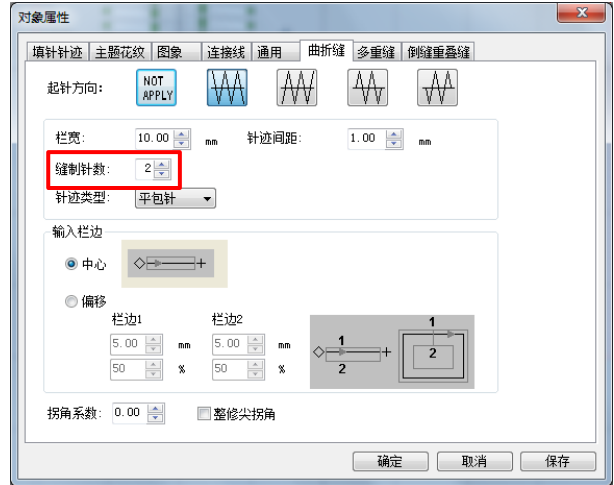 对象属性
填针针迹 主题花纹 图象 连接线 通用 曲折缝 多重缝 倒缝重叠缝
起针方向: NOT APPLY
栏宽: 10.00 mm 针迹间距: 1.00 mm
缝制针数: 2
针迹类型: 平包针
输入栏边
中心
偏移
栏边1 栏边2
5.00 mm 5.00 mm
50 % 50 %
1 2 1 2
拐角系数: 0.00 整修尖拐角
确定 取消 保存